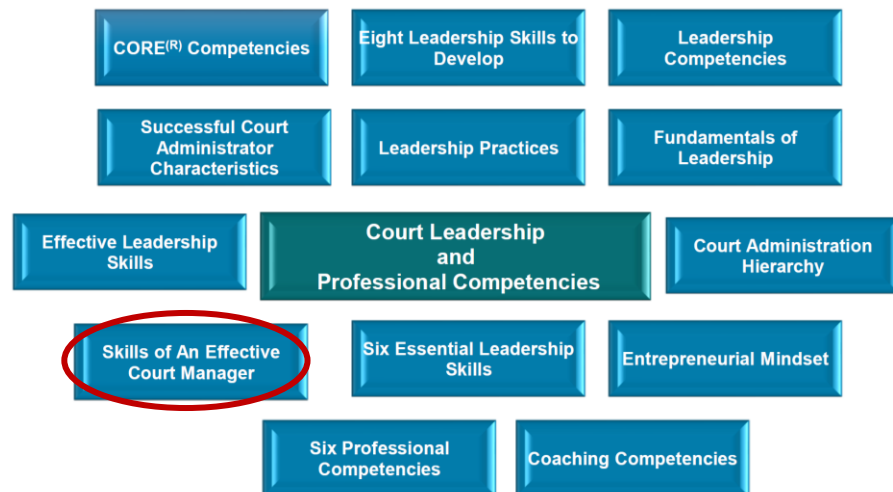 CORE(R) Competencies
Eight Leadership Skills to
Develop
Leadership
Competencies
Successful Court
Administrator
Characteristics
Leadership Practices
Fundamentals of
Leadership
Effective Leadership
Skills
Court Leadership
and
Professional Competencies
Court Administration
Hierarchy
Skills of An Effective
Court Manager
Six Essential Leadership
Skills
Entrepreneurial Mindset
Six Professional
Competencies
Coaching Competencies